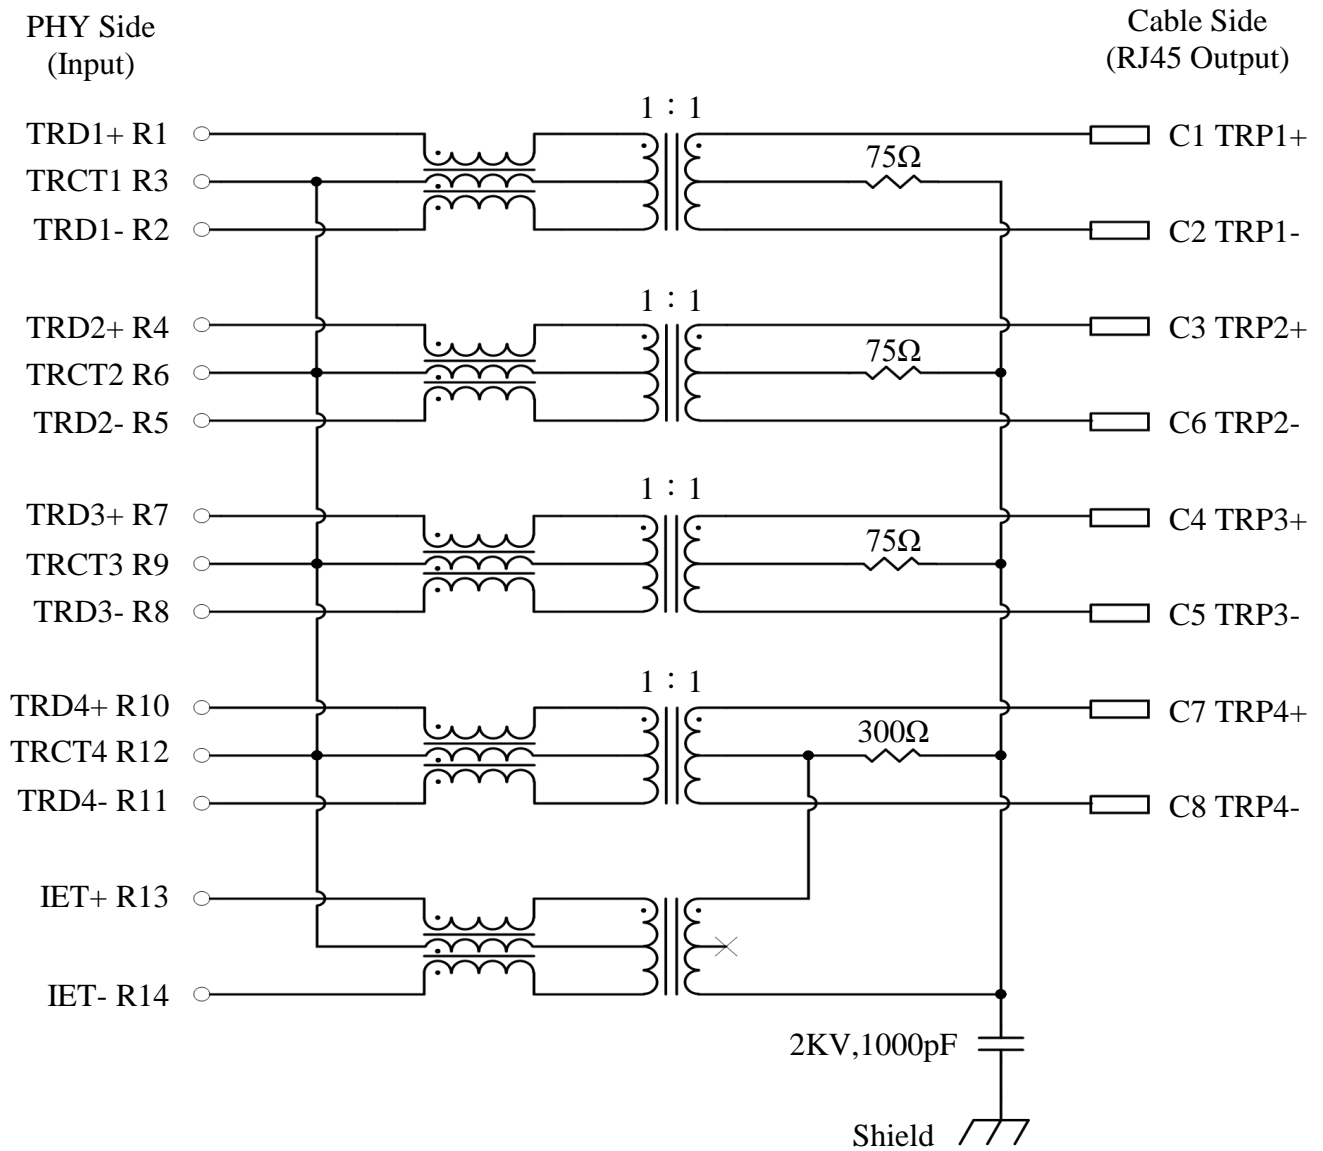 PHY Side
(Input)
Cable Side
(RJ45 Output)
1 : 1
TRD1+ R1
C1 TRP1+
75Ω
TRCT1 R3
TRD1- R2
C2 TRP1-
1 : 1
TRD2+ R4
C3 TRP2+
75Ω
TRCT2 R6
TRD2- R5
C6 TRP2-
1 : 1
TRD3+ R7
C4 TRP3+
75Ω
TRCT3 R9
TRD3- R8
C5 TRP3-
1 : 1
TRD4+ R10
C7 TRP4+
300Ω
TRCT4 R12
TRD4- R11
C8 TRP4-
IET+ R13
IET- R14
2KV,1000pF
Shield